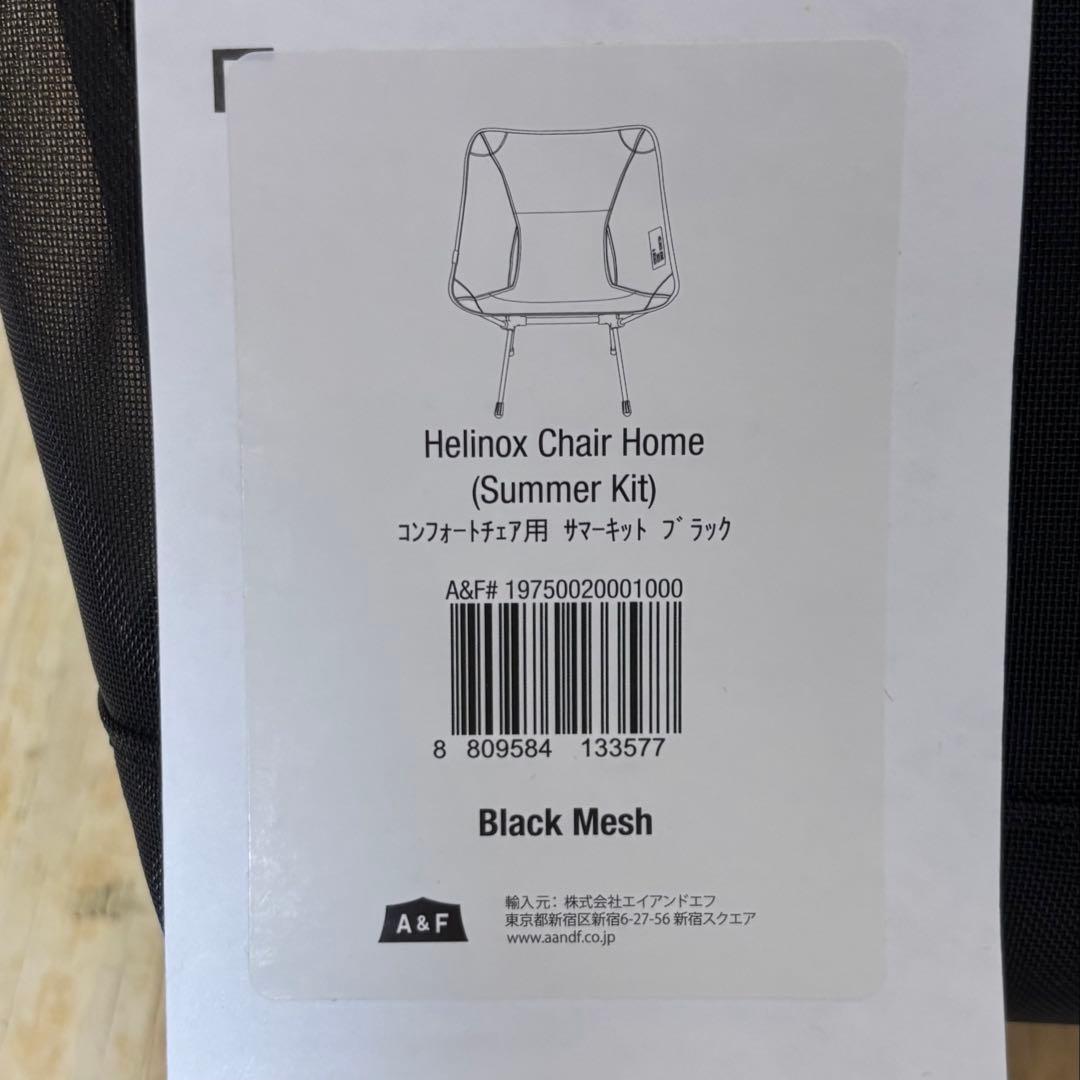 Helinox Chair Home
(Summer Kit)
コンフォートチェア用 サマーキット ブラック
A&F# 19750020001000
8 809584 133577
Black Mesh
A & F
輸入元：株式会社エイアンドエフ
東京都新宿区新宿6-27-56 新宿スクエア
www.aandf.co.jp